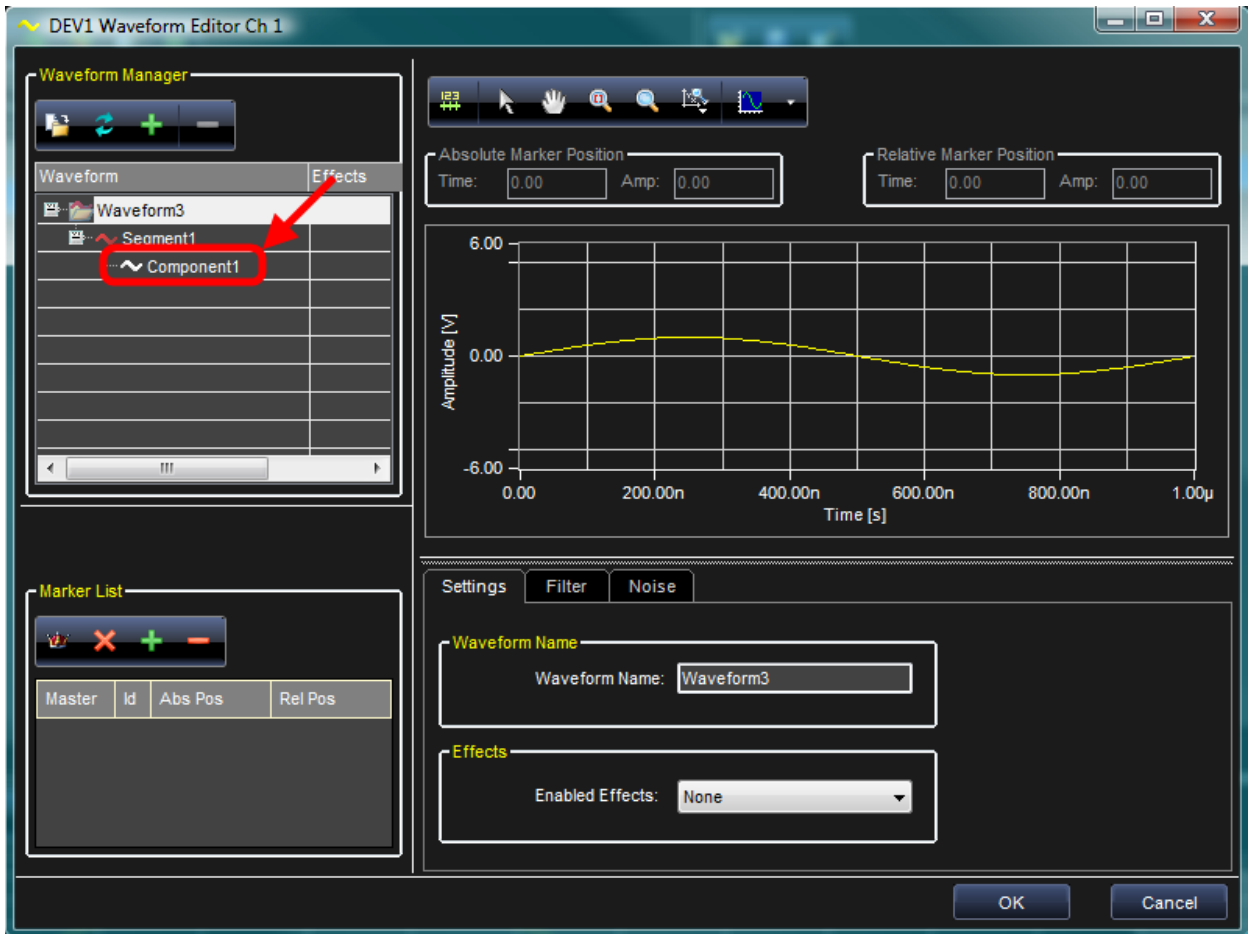 DEV1 Waveform Editor Ch 1
Waveform Manager
Waveform Effects
Waveform3
Segment1
Component1
Marker List
Master Id Abs Pos Rel Pos
123
Absolute Marker Position
Time: 0.00 Amp: 0.00
Relative Marker Position
Time: 0.00 Amp: 0.00
6.00
0.00
-6.00
Amplitude [V]
0.00 200.00n 400.00n 600.00n 800.00n 1.00µ
Time [s]
Settings Filter Noise
Waveform Name
Waveform Name: Waveform3
Effects
Enabled Effects: None
OK Cancel